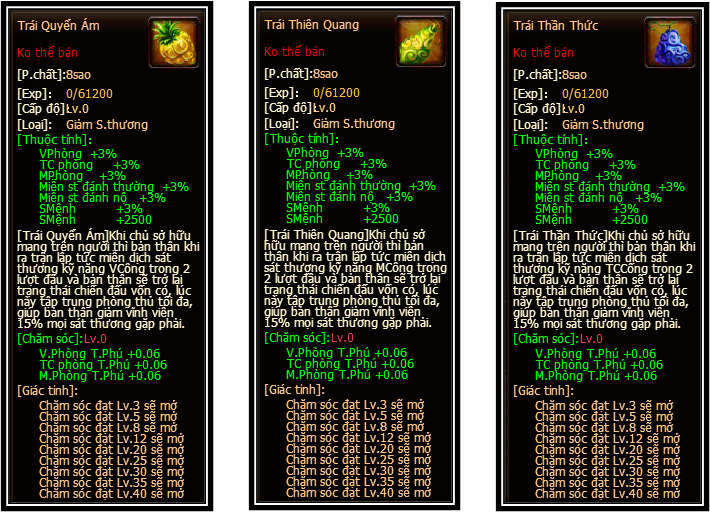 Trái Quyển Ám
Ko thể bán
[P.chất]:8sao
[Exp]: 0/61200
[Cấp độ]:Lv.0
[Loại]: Giảm S.thương
[Thuộc tính]:
VPhòng +3%
TC phòng +3%
MPhòng +3%
Miễn st đánh thường +3%
Miễn st đánh nộ +3%
SMệnh +3%
SMệnh +2500
[Trái Quyển Ám]Khi chủ sở hữu
mang trên người thì bản thân khi
ra trận lập tức miễn dịch sát
thương kỹ năng VCông trong 2
lượt đầu và bản thân sẽ trở lại
trạng thái chiến đấu vốn có, lúc
này tập trung phòng thủ tối đa,
giúp bản thân giảm vĩnh viễn
15% mọi sát thương gặp phải.
[Chăm sóc]:Lv.0
V.Phòng T.Phú +0.06
TC phòng T.Phú +0.06
M.Phòng T.Phú +0.06
[Giác tỉnh]:
Chăm sóc đạt Lv.3 sẽ mở
Chăm sóc đạt Lv.5 sẽ mở
Chăm sóc đạt Lv.8 sẽ mở
Chăm sóc đạt Lv.12 sẽ mở
Chăm sóc đạt Lv.20 sẽ mở
Chăm sóc đạt Lv.25 sẽ mở
Chăm sóc đạt Lv.30 sẽ mở
Chăm sóc đạt Lv.35 sẽ mở
Chăm sóc đạt Lv.40 sẽ mở
Trái Thiên Quang
Ko thể bán
[P.chất]:8sao
[Exp]: 0/61200
[Cấp độ]:Lv.0
[Loại]: Giảm S.thương
[Thuộc tính]:
VPhòng +3%
TC phòng +3%
MPhòng +3%
Miễn st đánh thường +3%
Miễn st đánh nộ +3%
SMệnh +3%
SMệnh +2500
[Trái Thiên Quang]Khi chủ sở
hữu mang trên người thì bản
thân khi ra trận lập tức miễn dịch
sát thương kỹ năng MCông trong
2 lượt đầu và bản thân sẽ trở lại
trạng thái chiến đấu vốn có, lúc
này tập trung phòng thủ tối đa,
giúp bản thân giảm vĩnh viễn
15% mọi sát thương gặp phải.
[Chăm sóc]:Lv.0
V.Phòng T.Phú +0.06
TC phòng T.Phú +0.06
M.Phòng T.Phú +0.06
[Giác tỉnh]:
Chăm sóc đạt Lv.3 sẽ mở
Chăm sóc đạt Lv.5 sẽ mở
Chăm sóc đạt Lv.8 sẽ mở
Chăm sóc đạt Lv.12 sẽ mở
Chăm sóc đạt Lv.20 sẽ mở
Chăm sóc đạt Lv.25 sẽ mở
Chăm sóc đạt Lv.30 sẽ mở
Chăm sóc đạt Lv.35 sẽ mở
Chăm sóc đạt Lv.40 sẽ mở
Trái Thần Thức
Ko thể bán
[P.chất]:8sao
[Exp]: 0/61200
[Cấp độ]:Lv.0
[Loại]: Giảm S.thương
[Thuộc tính]:
VPhòng +3%
TC phòng +3%
MPhòng +3%
Miễn st đánh thường +3%
Miễn st đánh nộ +3%
SMệnh +3%
SMệnh +2500
[Trái Thần Thức]Khi chủ sở hữu
mang trên người thì bản thân khi
ra trận lập tức miễn dịch sát
thương kỹ năng TCCông trong 2
lượt đầu và bản thân sẽ trở lại
trạng thái chiến đấu vốn có, lúc
này tập trung phòng thủ tối đa,
giúp bản thân giảm vĩnh viễn
15% mọi sát thương gặp phải.
[Chăm sóc]:Lv.0
V.Phòng T.Phú +0.06
TC phòng T.Phú +0.06
M.Phòng T.Phú +0.06
[Giác tỉnh]:
Chăm sóc đạt Lv.3 sẽ mở
Chăm sóc đạt Lv.5 sẽ mở
Chăm sóc đạt Lv.8 sẽ mở
Chăm sóc đạt Lv.12 sẽ mở
Chăm sóc đạt Lv.20 sẽ mở
Chăm sóc đạt Lv.25 sẽ mở
Chăm sóc đạt Lv.30 sẽ mở
Chăm sóc đạt Lv.35 sẽ mở
Chăm sóc đạt Lv.40 sẽ mở